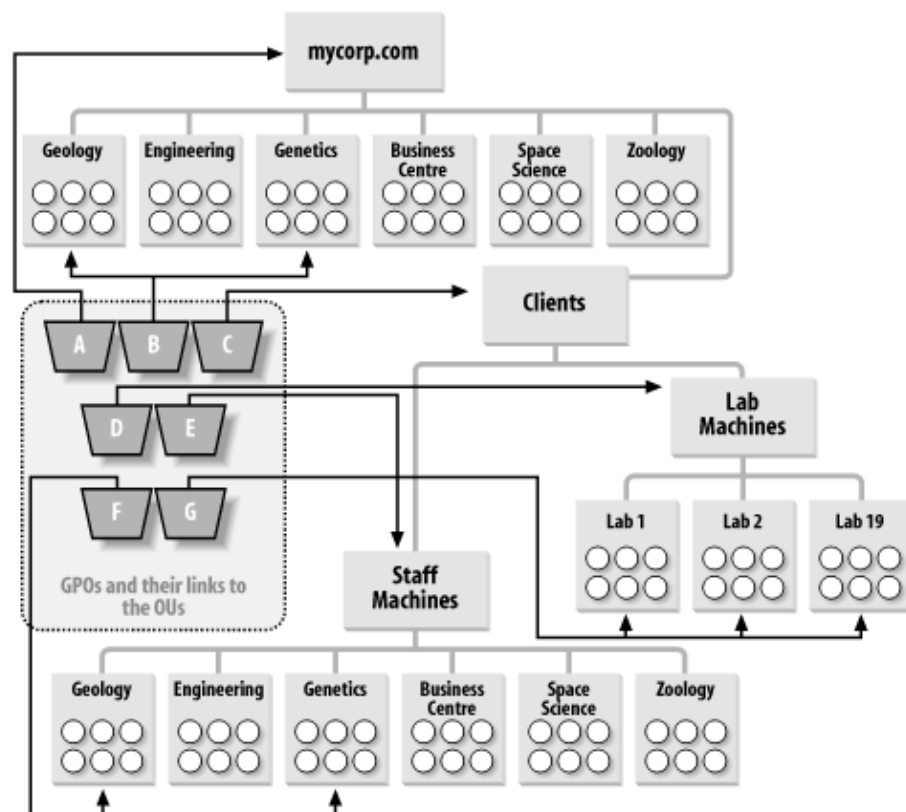 mycorp.com
Geology
Engineering
Genetics
Business
Centre
Space
Science
Zoology
Clients
A
B
C
Lab
Machines
D
E
F
G
Lab 1
Lab 2
Lab 19
GPOs and their links to
the OUs
Staff
Machines
Geology
Engineering
Genetics
Business
Centre
Space
Science
Zoology